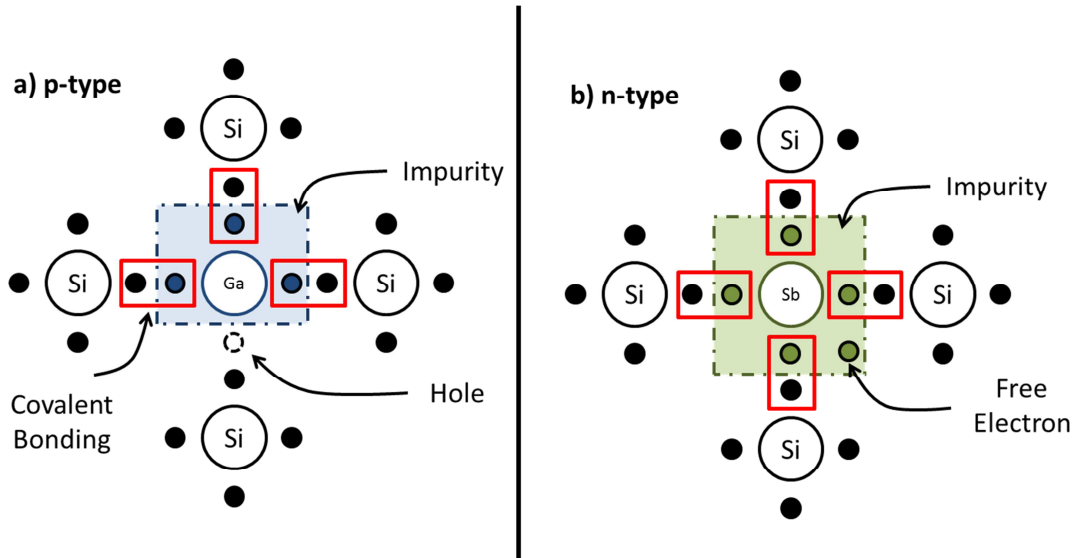 a) p-type
Si
Impurity
Si
Ga
Si
Covalent
Bonding
Hole
Si
b) n-type
Si
Impurity
Si
Sb
Si
Free
Electron
Si